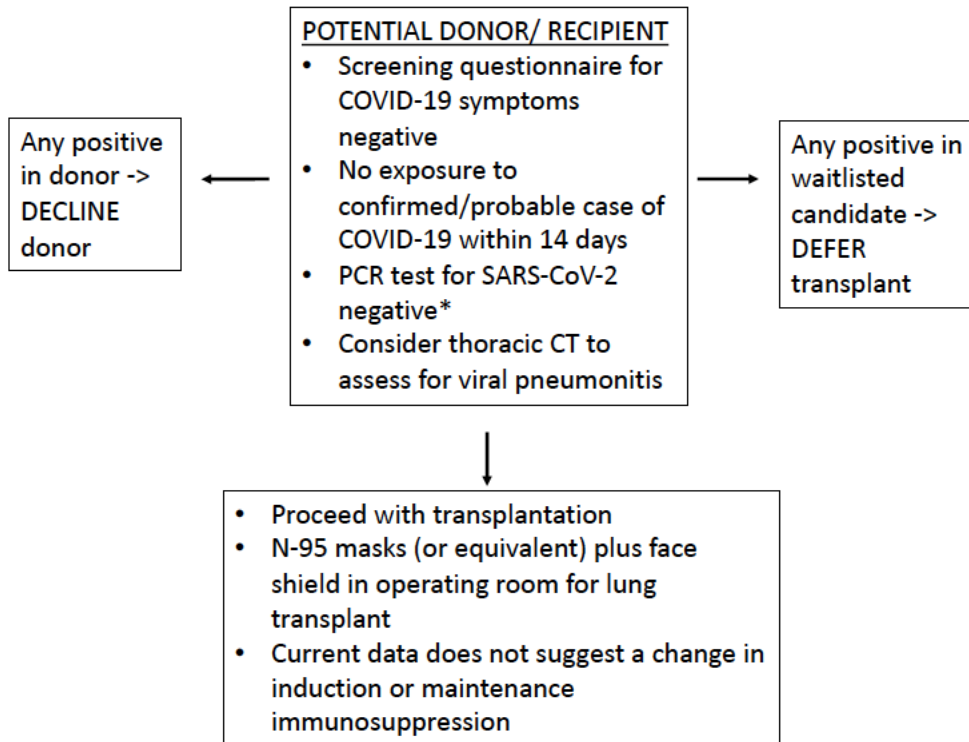 POTENTIAL DONOR/ RECIPIENT
• Screening questionnaire for
COVID-19 symptoms
negative
• No exposure to
confirmed/probable case of
COVID-19 within 14 days
• PCR test for SARS-CoV-2
negative*
• Consider thoracic CT to
assess for viral pneumonitis
Any positive
in donor ->
DECLINE
donor
Any positive in
waitlisted
candidate ->
DEFER
transplant
• Proceed with transplantation
• N-95 masks (or equivalent) plus face
shield in operating room for lung
transplant
• Current data does not suggest a change in
induction or maintenance
immunosuppression